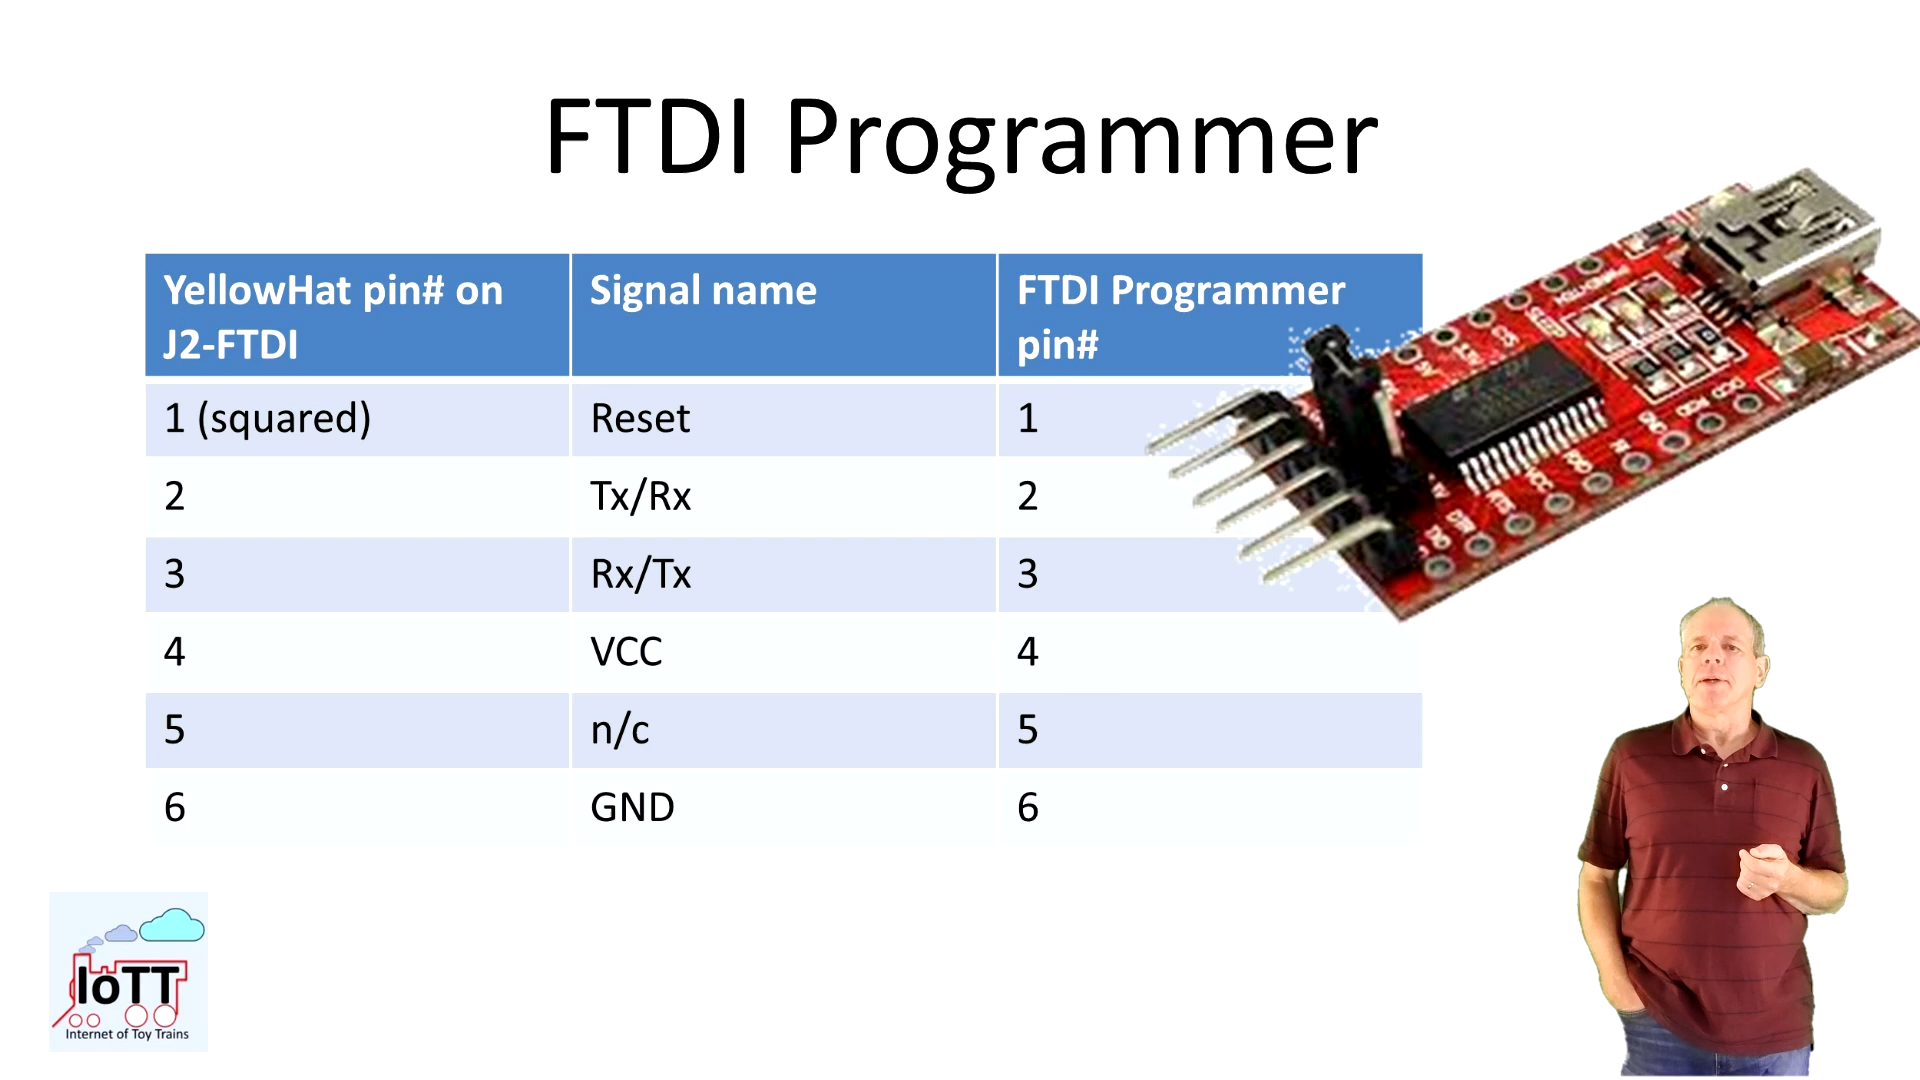 FTDI Programmer
YellowHat pin# on
J2-FTDI
Signal name
FTDI Programmer
pin#
1 (squared)
Reset
1
2
Tx/Rx
2
3
Rx/Tx
3
4
VCC
4
5
n/c
5
6
GND
6
IoTT
Internet of Toy Trains